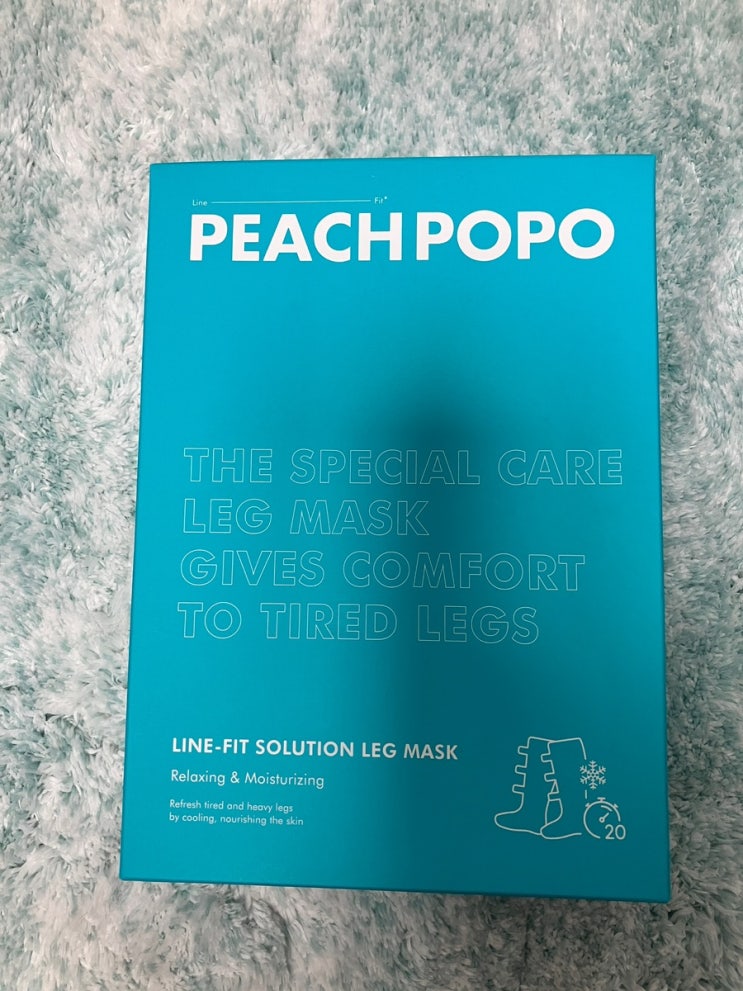 Line Fit®
PEACHPOPO
THE SPECIAL CARE
LEG MASK
GIVES COMFORT
TO TIRED LEGS
LINE-FIT SOLUTION LEG MASK
Relaxing & Moisturizing
Refresh tired and heavy legs
by cooling, nourishing the skin
20